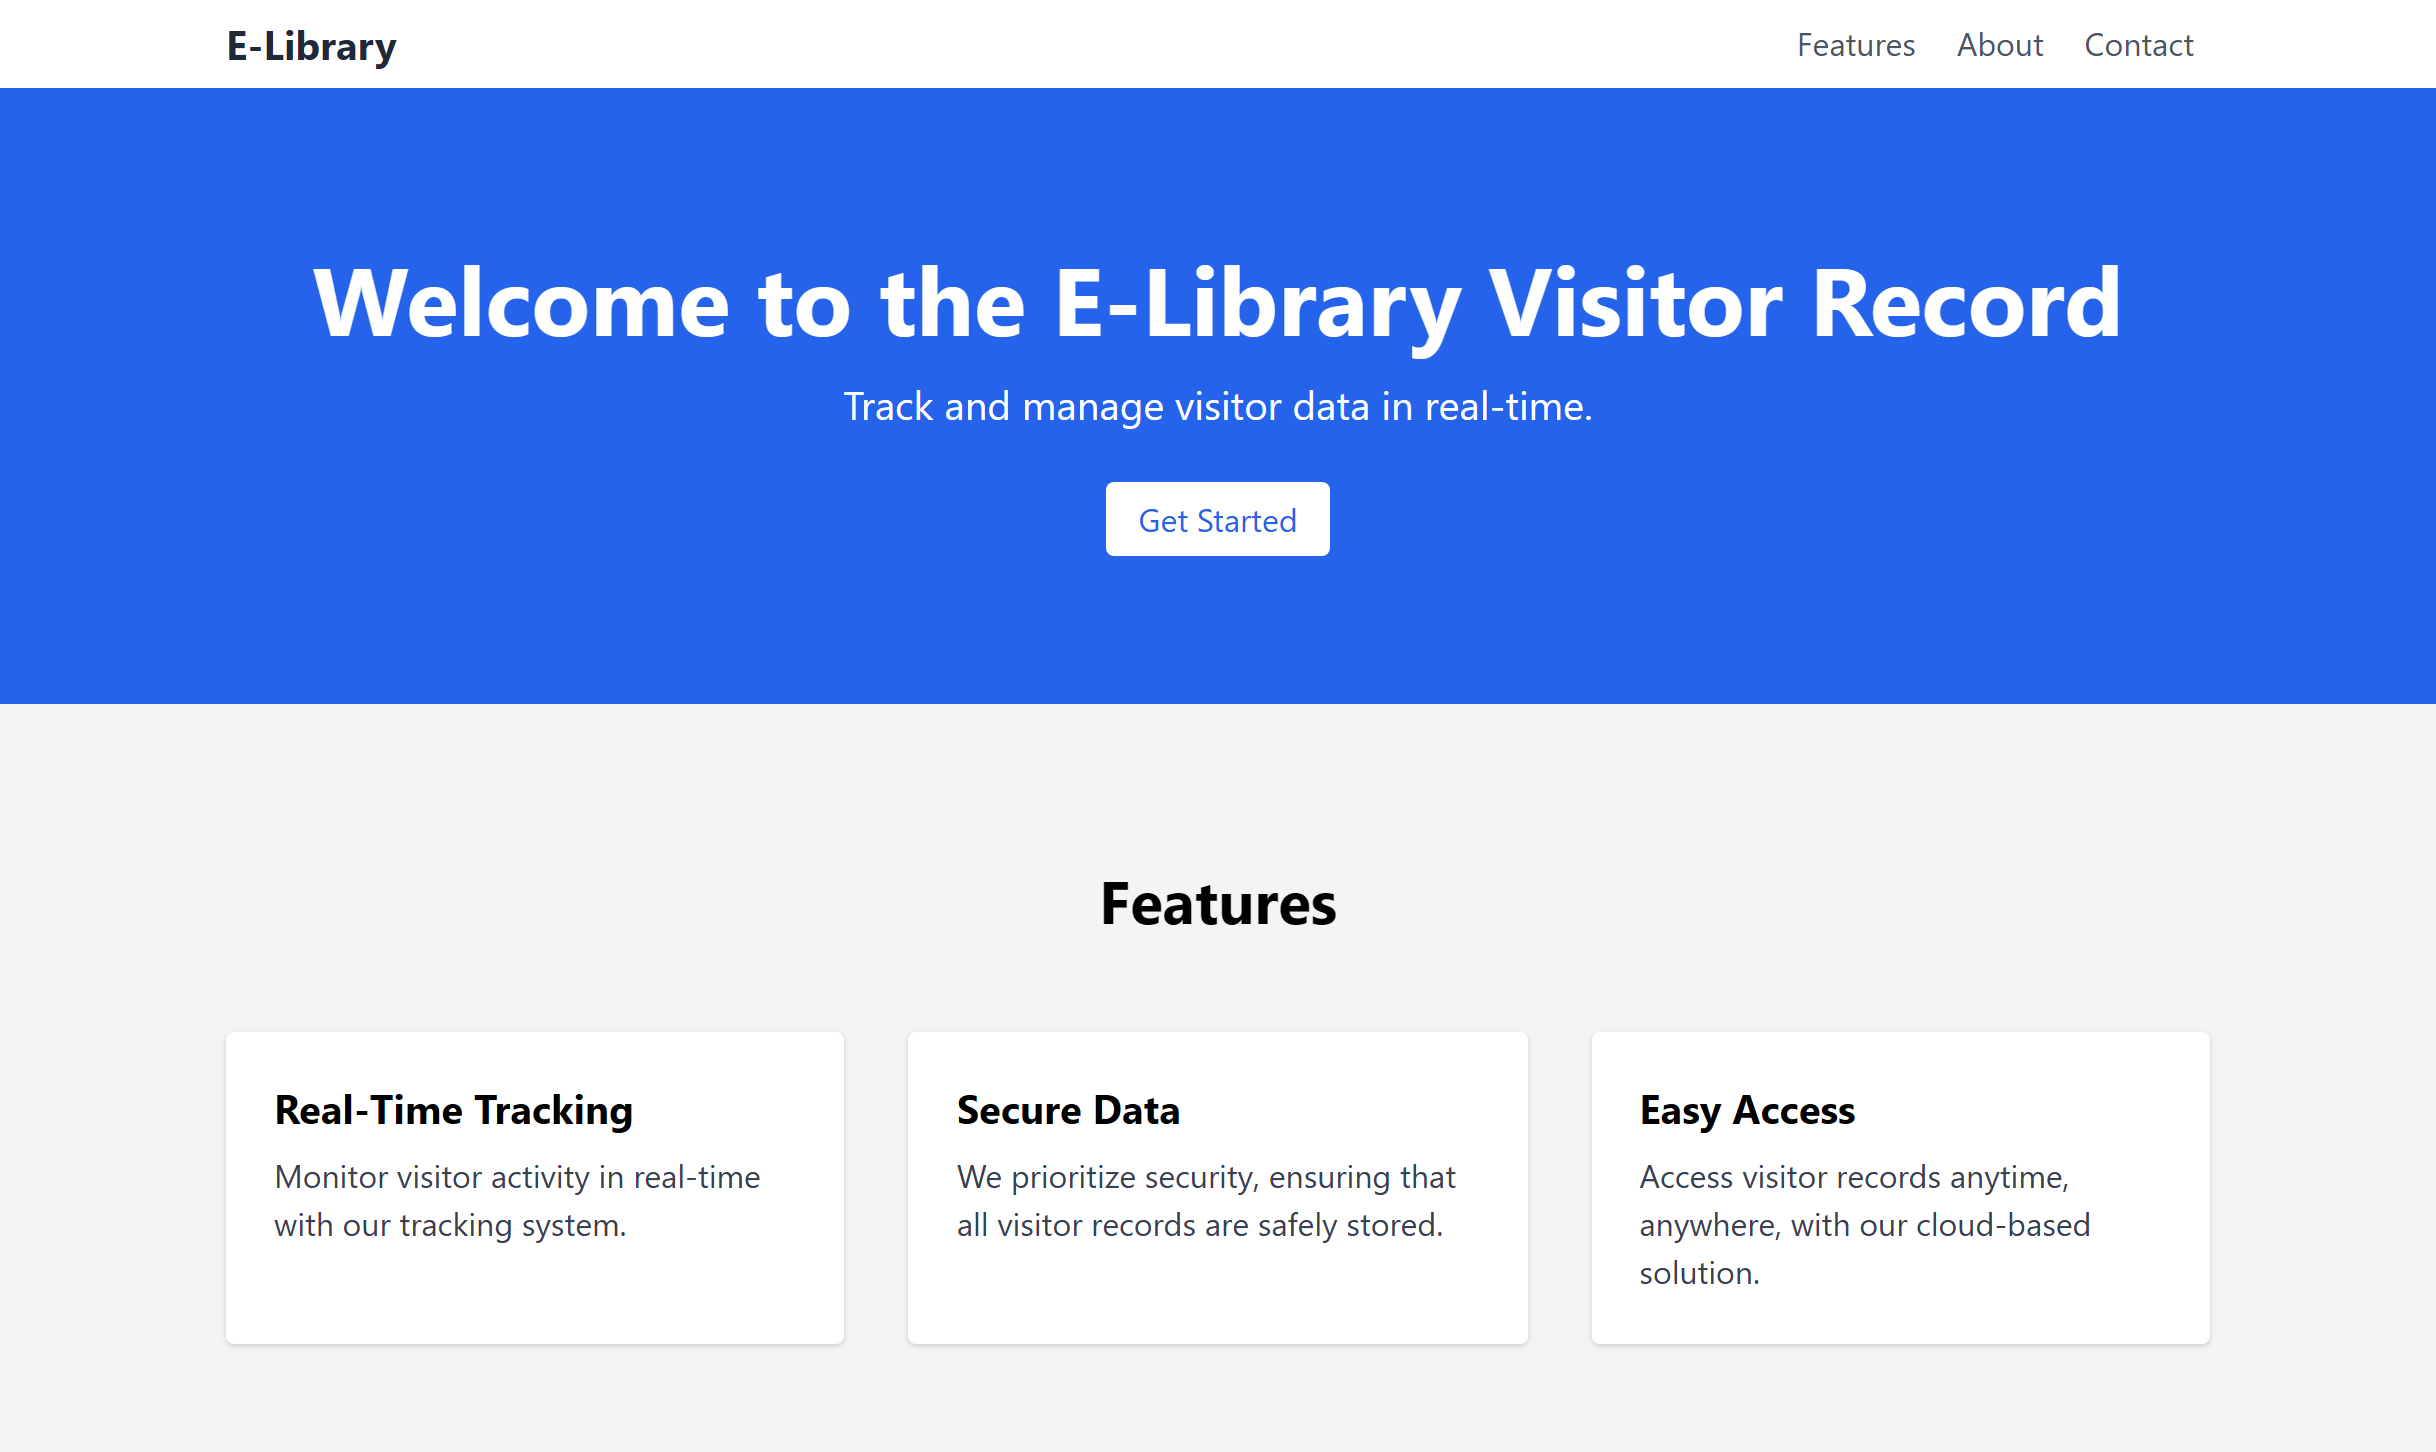 E-Library
Features About Contact
Welcome to the E-Library Visitor Record
Track and manage visitor data in real-time.
Get Started
Features
Real-Time Tracking
Monitor visitor activity in real-time
with our tracking system.
Secure Data
We prioritize security, ensuring that
all visitor records are safely stored.
Easy Access
Access visitor records anytime,
anywhere, with our cloud-based
solution.